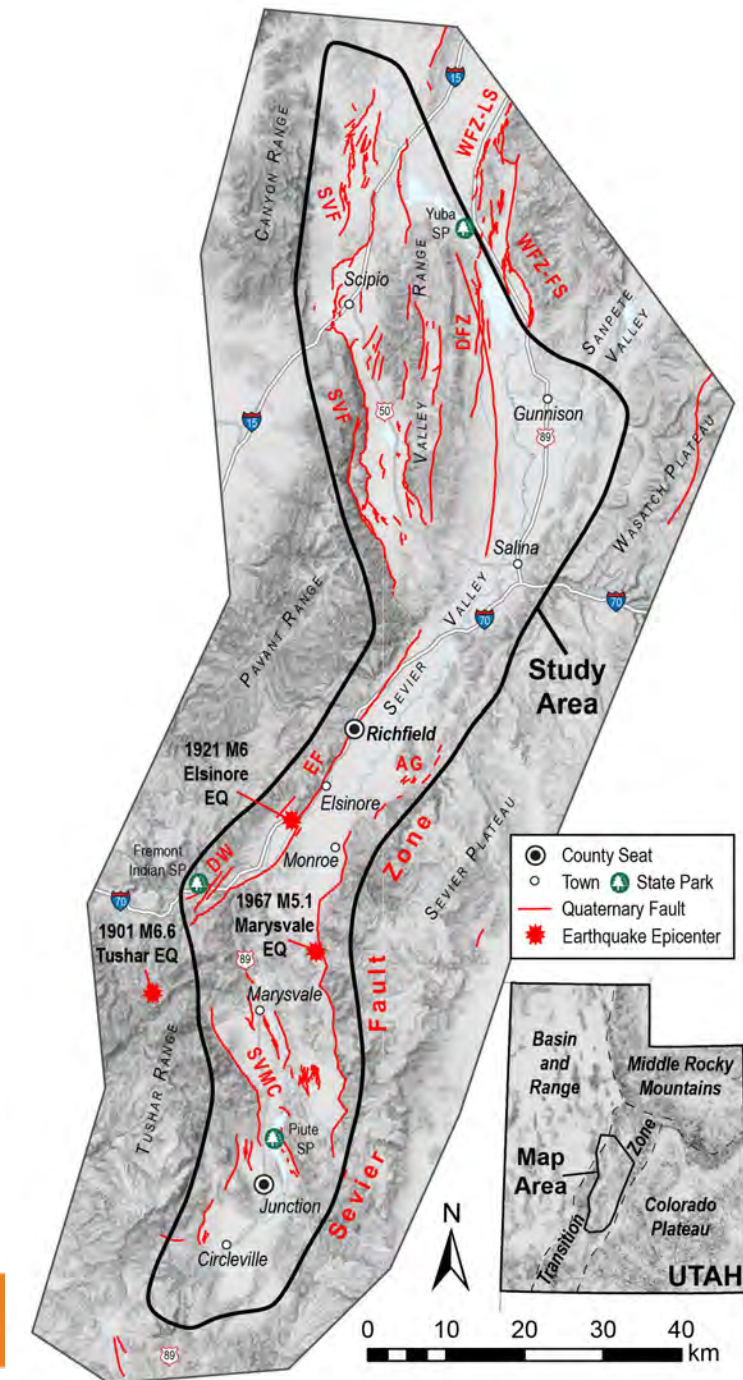 15
CANYON RANGE
WFZ-LS
SVF
Yuba
SP
RANGE
WFZ-FS
Scipio
SANPETE
VALLEY
DFZ
SVF
50
15
VALLEY
Gunnison
89
WASATCH PLATEAU
Salina
70
VALLEY
70
PAVANT RANGE
Study
Area
SEVIER
Richfield
1921 M6
Elsinore
EQ
EF
AG
Elsinore
Fremont
Indian SP
DW
Monroe
Zone
SEVIER PLATEAU
70
1901 M6.6
Tushar EQ
1967 M5.1
Marysvale
EQ
89
Fault
Marysvale
TUSHAR RANGE
SVMC
Piute
SP
Junction
Sevier
Circleville
89
County Seat
Town
State Park
Quaternary Fault
Earthquake Epicenter
Basin
and
Range
Middle Rocky
Mountains
Map
Area
Transition
Zone
Colorado
Plateau
UTAH
N
0 10 20 30 40
km